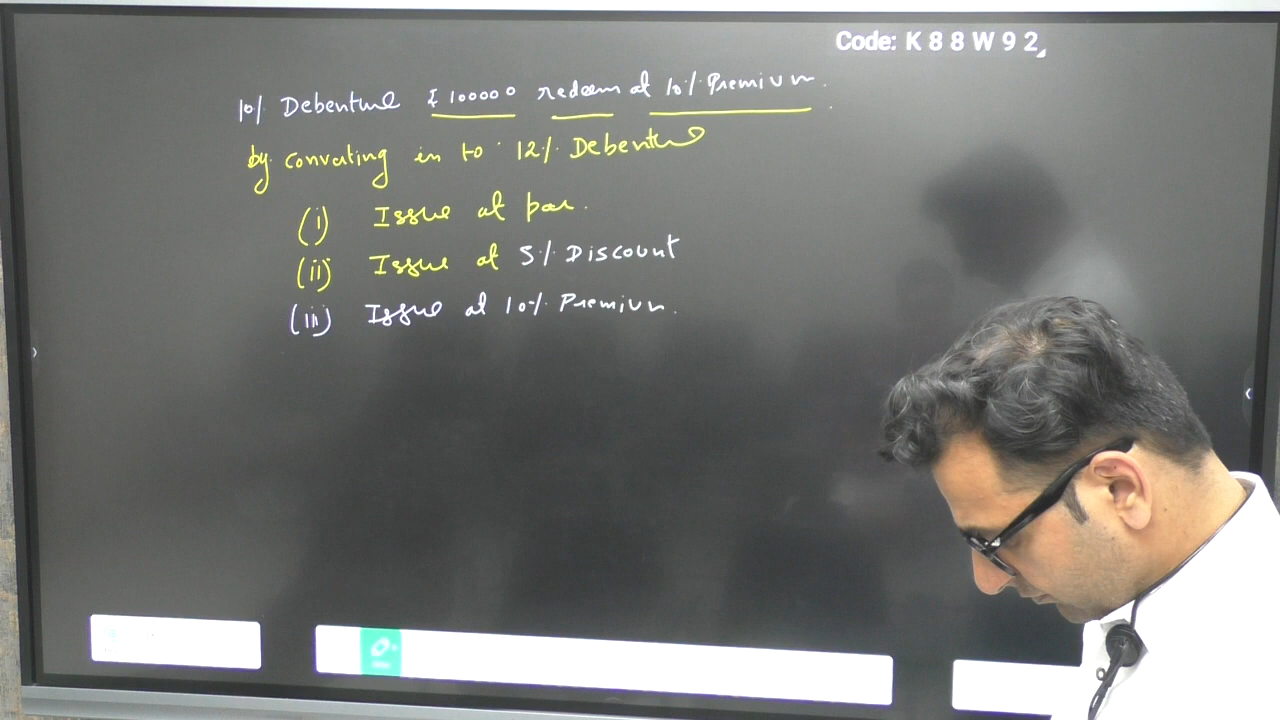 Code: K 8 8 W 9 2
10% Debenture ₹ 100000 redeem at 10% Premium.
by converting in to 12% Debenture
(i) Issue at par.
(ii) Issue at 5% Discount
(iii) Issue at 10% Premium.